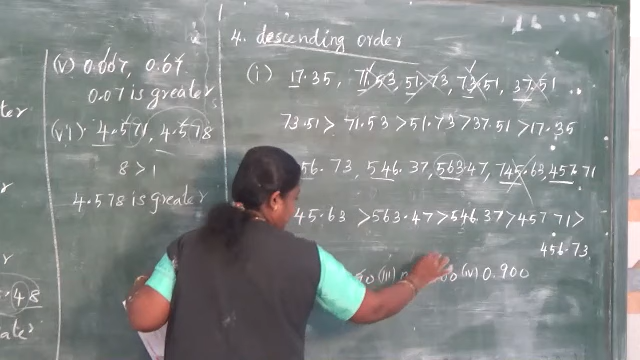 (v) 0.007, 0.07
0.07 is greater
(vi) 4.571, 4.578
8 > 1
4.578 is greater
4. descending order
(i) 17.35, 71.53, 51.73, 73.51, 37.51
73.51 > 71.53 > 51.73 > 37.51 > 17.35
56.73, 546.37, 563.47, 745.63, 457.71
45.63 > 563.47 > 546.37 > 457.71 >
456.73
(iii) (iv) 0.900